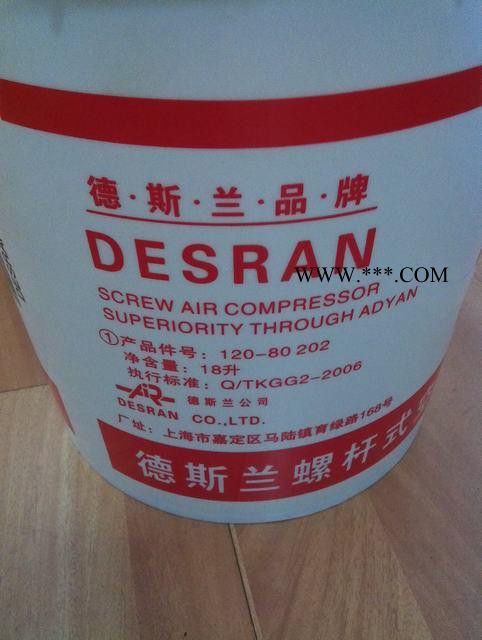 德·斯·兰·品·牌
DESRAN
WWW.***.COM
SCREW AIR COMPRESSOR
SUPERIORITY THROUGH ADYAN
①产品件号：120-80 202
净含量：18升
执行标准：Q/TKGG2-2006
AIR 德斯兰公司
DESRAN CO.,LTD.
厂址：上海市嘉定区马陆镇育绿路168号
德斯兰螺杆式